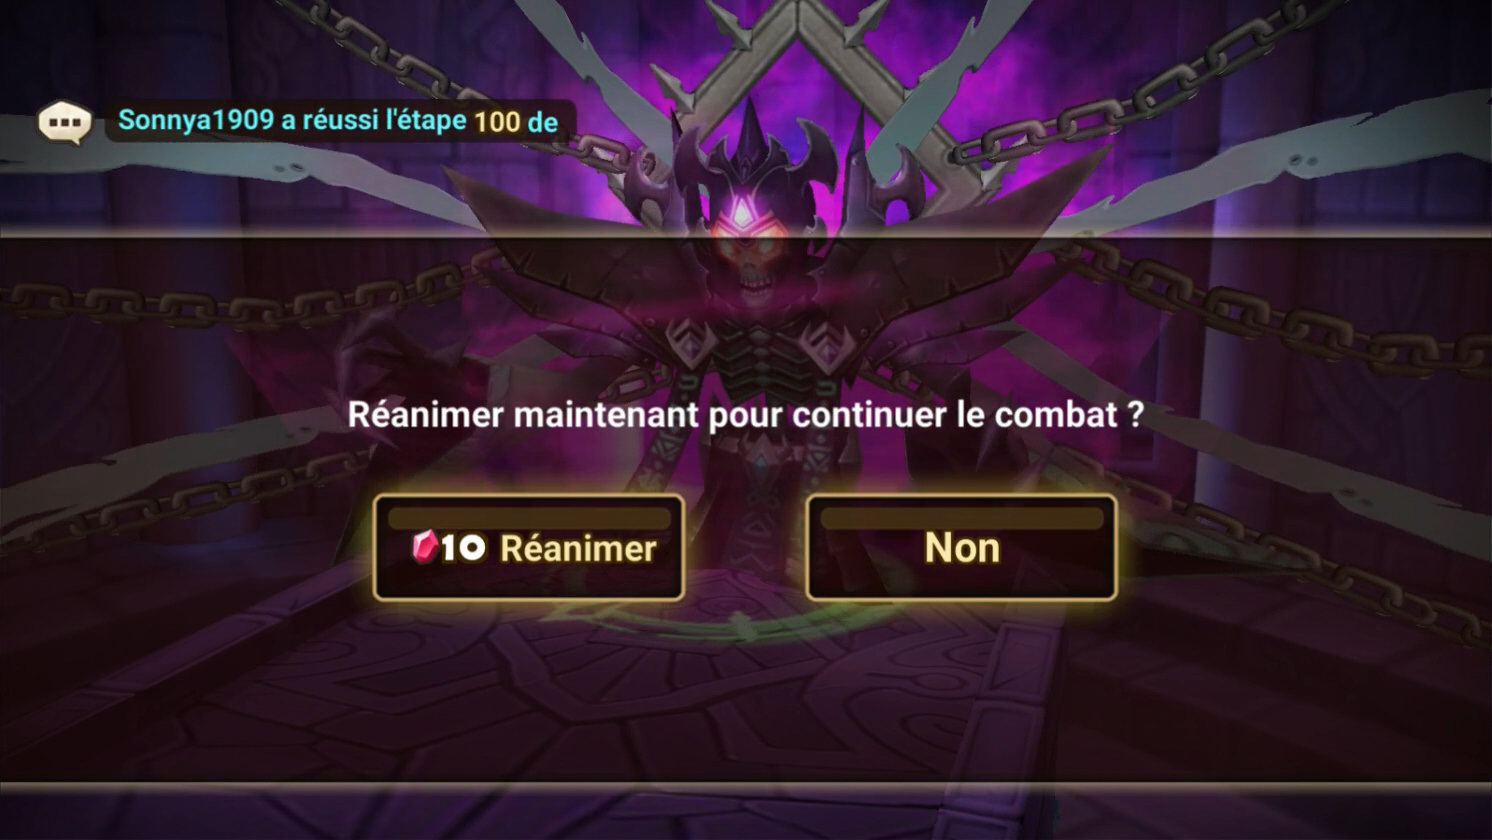 Sonnya1909 a réussi l'étape 100 de
Réanimer maintenant pour continuer le combat ?
10 Réanimer
Non